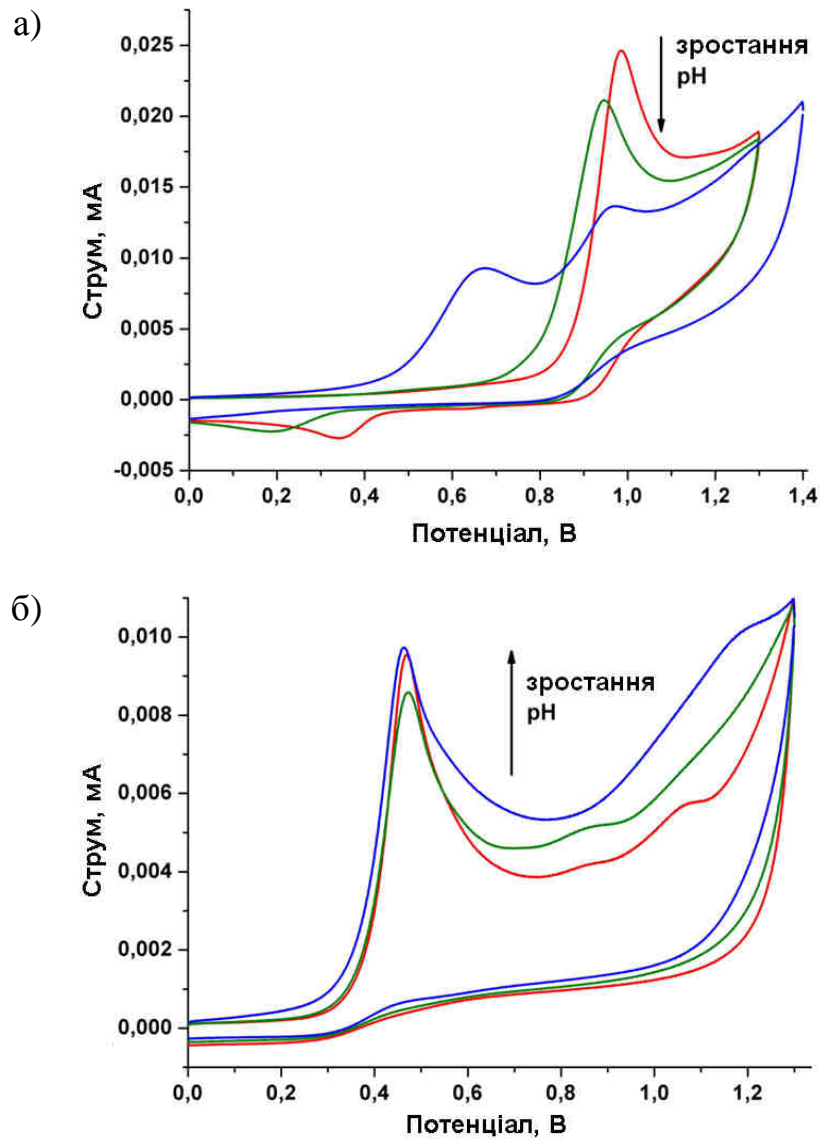 а)
0,025
0,020
0,015
0,010
0,005
0,000
-0,005
Струм, мА
зростання
pH
0,0 0,2 0,4 0,6 0,8 1,0 1,2 1,4
Потенціал, В
б)
0,010
0,008
0,006
0,004
0,002
0,000
Струм, мА
зростання
pH
0,0 0,2 0,4 0,6 0,8 1,0 1,2
Потенціал, В